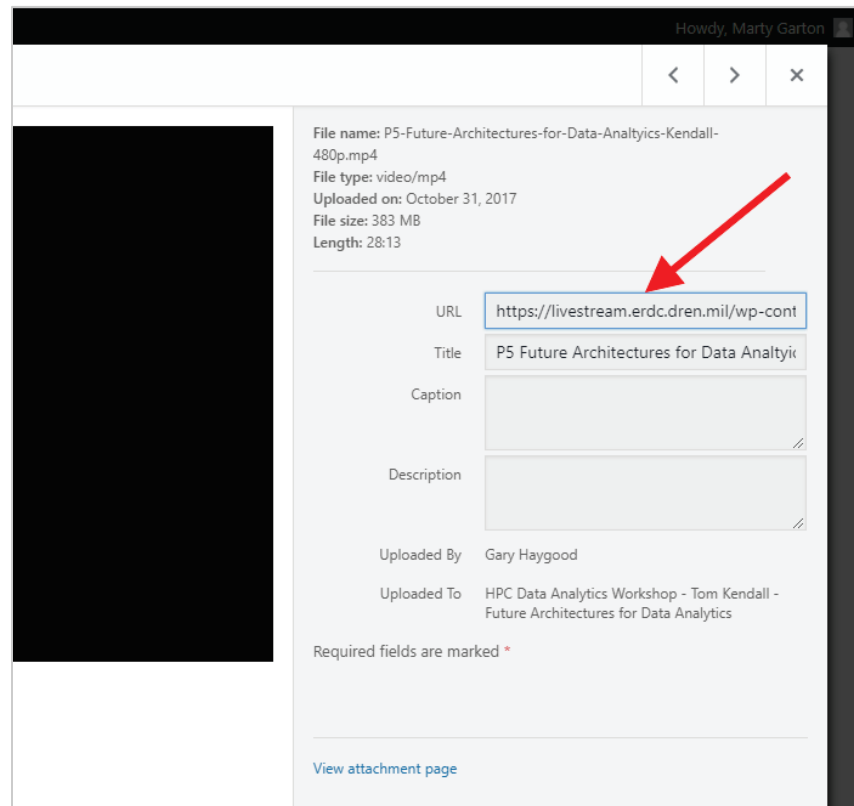 Howdy, Marty Garton
File name: P5-Future-Architectures-for-Data-Analtyics-Kendall-
480p.mp4
File type: video/mp4
Uploaded on: October 31, 2017
File size: 383 MB
Length: 28:13
URL https://livestream.erdc.dren.mil/wp-cont
Title P5 Future Architectures for Data Analtyic
Caption
Description
Uploaded By Gary Haygood
Uploaded To HPC Data Analytics Workshop - Tom Kendall -
Future Architectures for Data Analytics
Required fields are marked *
View attachment page